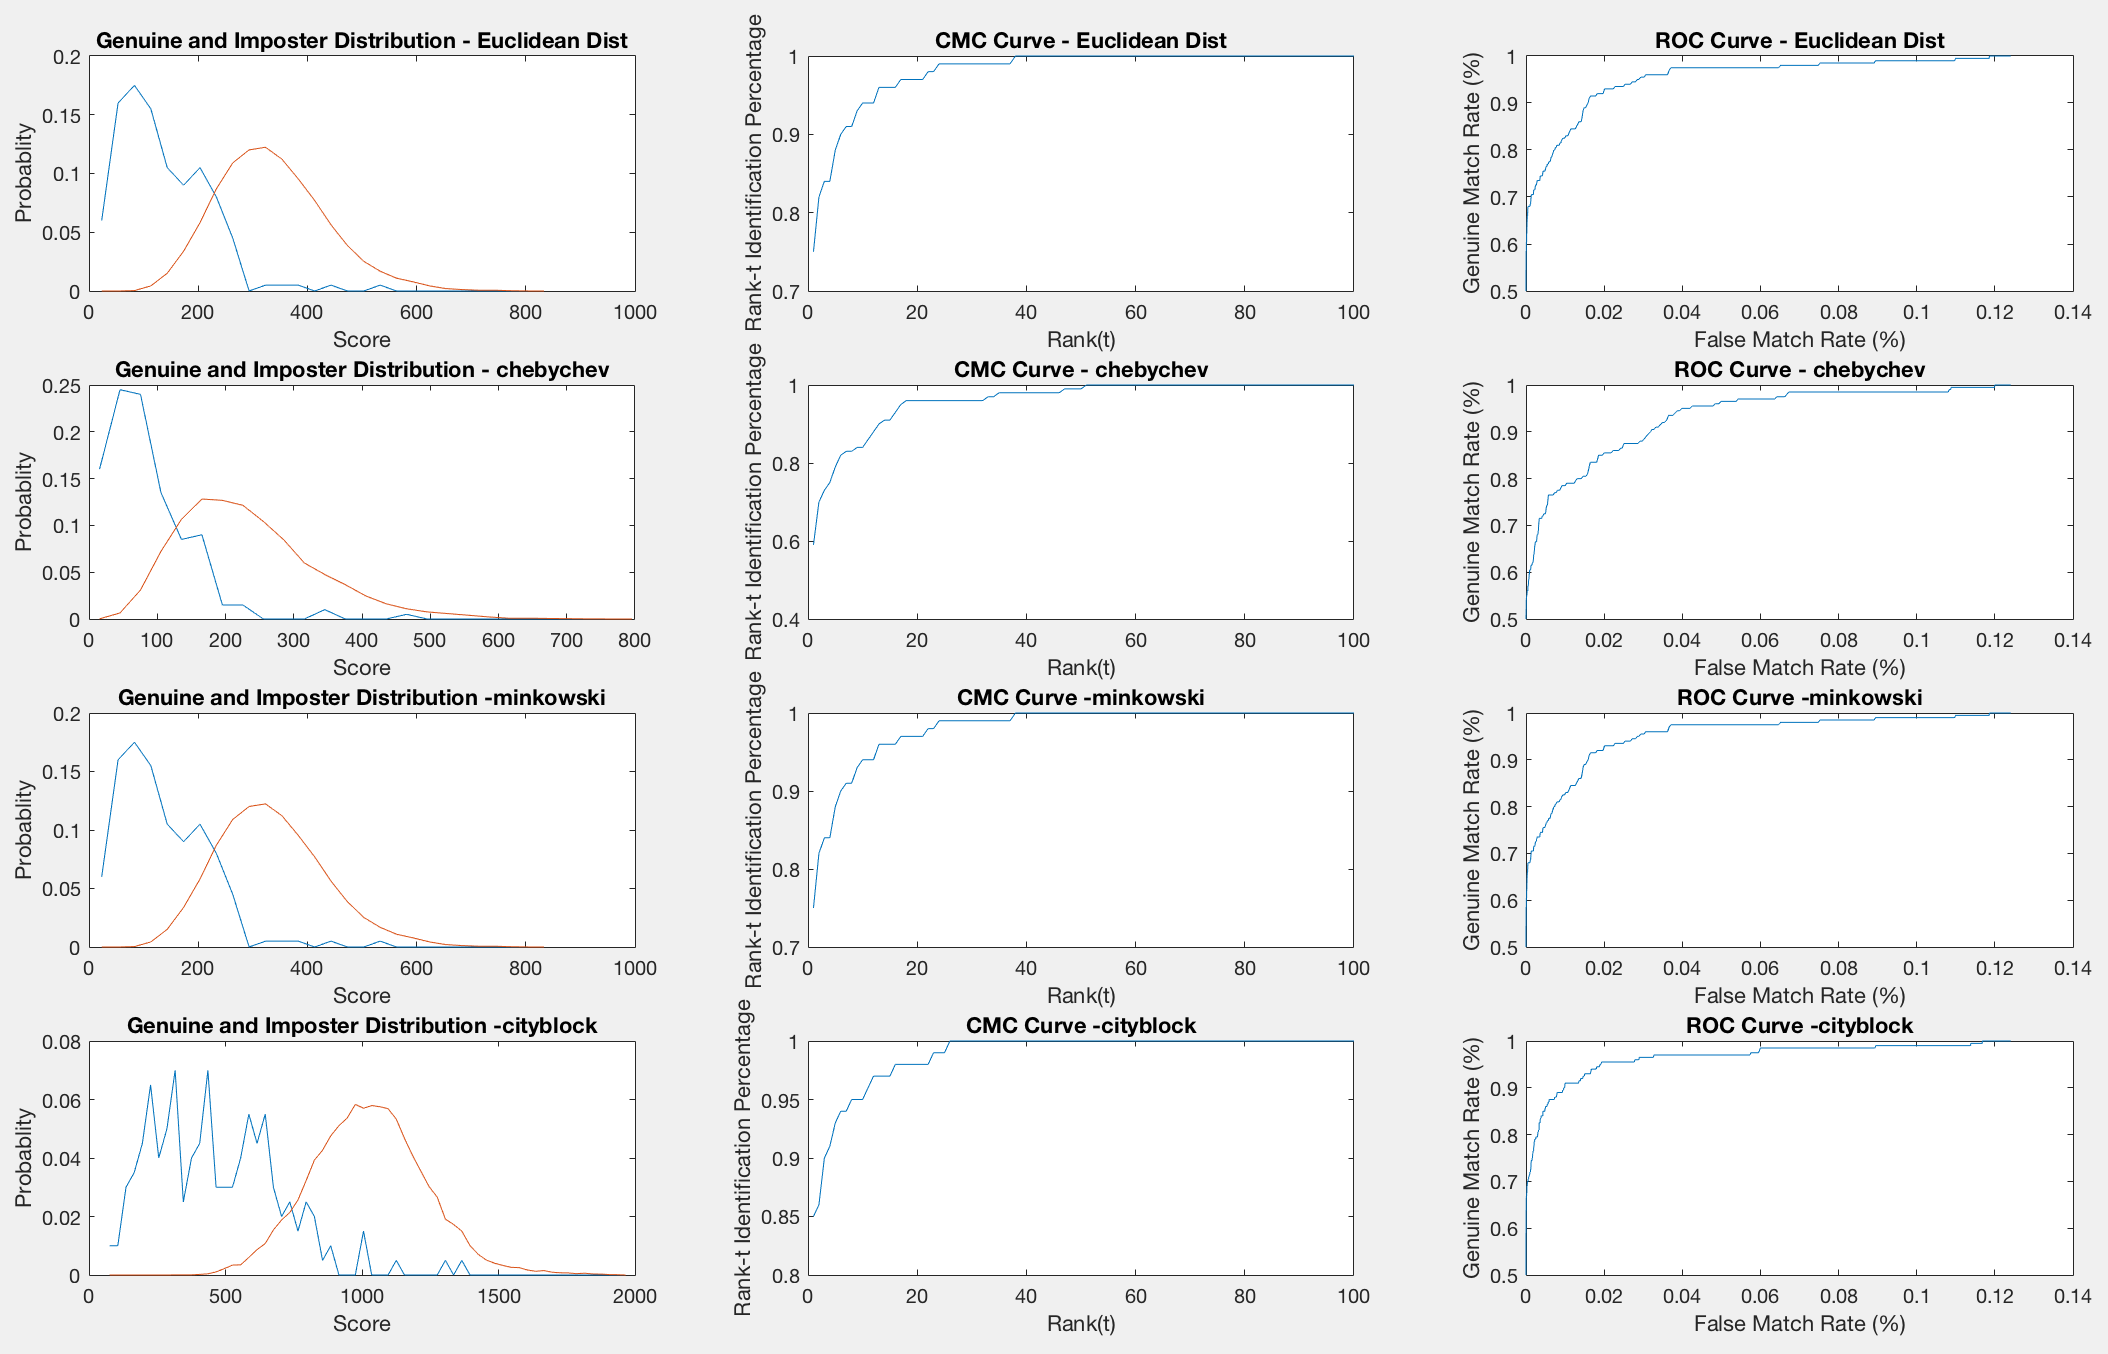 Genuine and Imposter Distribution - Euclidean Dist
0.2
0.15
0.1
0.05
0
Probablity
0 200 400 600 800 1000
Score
CMC Curve - Euclidean Dist
1
0.9
0.8
0.7
Rank-t Identification Percentage
0 20 40 60 80 100
Rank(t)
ROC Curve - Euclidean Dist
1
0.9
0.8
0.7
0.6
0.5
Genuine Match Rate (%)
0 0.02 0.04 0.06 0.08 0.1 0.12 0.14
False Match Rate (%)
Genuine and Imposter Distribution - chebychev
0.25
0.2
0.15
0.1
0.05
0
Probablity
0 100 200 300 400 500 600 700 800
Score
CMC Curve - chebychev
1
0.8
0.6
0.4
Rank-t Identification Percentage
0 20 40 60 80 100
Rank(t)
ROC Curve - chebychev
1
0.9
0.8
0.7
0.6
0.5
Genuine Match Rate (%)
0 0.02 0.04 0.06 0.08 0.1 0.12 0.14
False Match Rate (%)
Genuine and Imposter Distribution -minkowski
0.2
0.15
0.1
0.05
0
Probablity
0 200 400 600 800 1000
Score
CMC Curve -minkowski
1
0.9
0.8
0.7
Rank-t Identification Percentage
0 20 40 60 80 100
Rank(t)
ROC Curve -minkowski
1
0.9
0.8
0.7
0.6
0.5
Genuine Match Rate (%)
0 0.02 0.04 0.06 0.08 0.1 0.12 0.14
False Match Rate (%)
Genuine and Imposter Distribution -cityblock
0.08
0.06
0.04
0.02
0
Probablity
0 500 1000 1500 2000
Score
CMC Curve -cityblock
1
0.95
0.9
0.85
0.8
Rank-t Identification Percentage
0 20 40 60 80 100
Rank(t)
ROC Curve -cityblock
1
0.9
0.8
0.7
0.6
0.5
Genuine Match Rate (%)
0 0.02 0.04 0.06 0.08 0.1 0.12 0.14
False Match Rate (%)